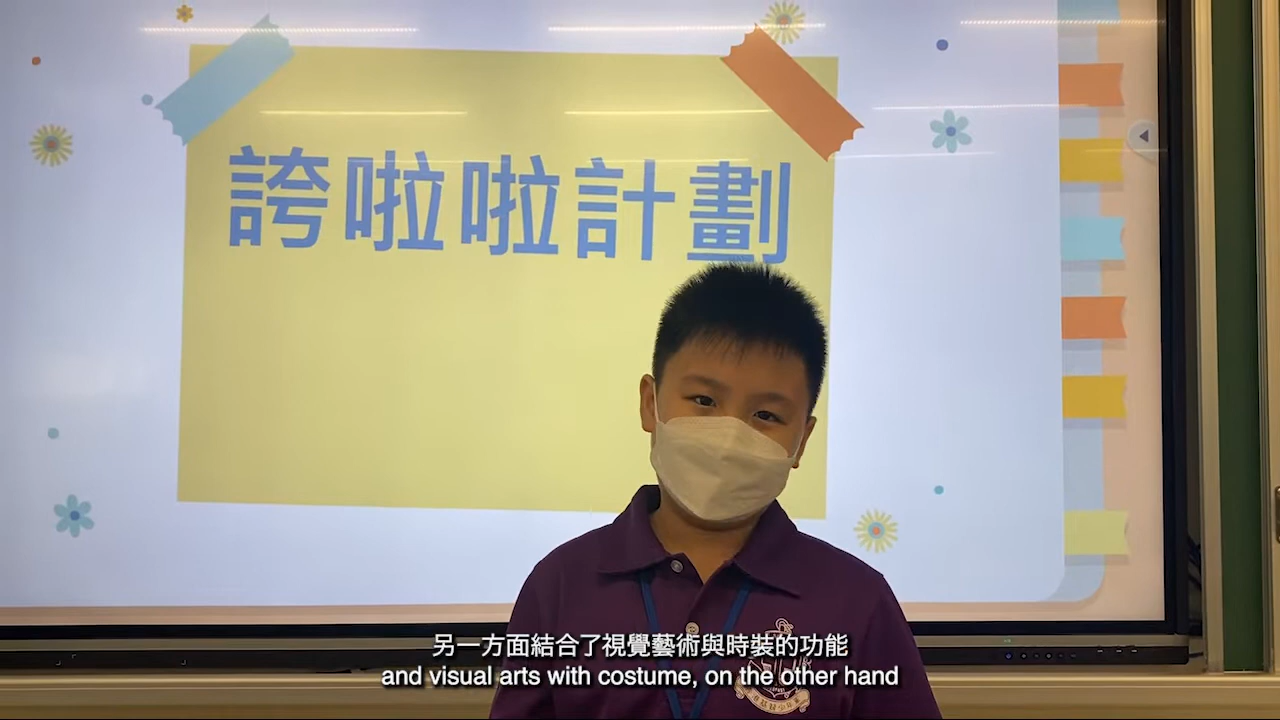 誇啦啦計劃
另一方面結合了視覺藝術與時裝的功能
and visual arts with costume, on the other hand